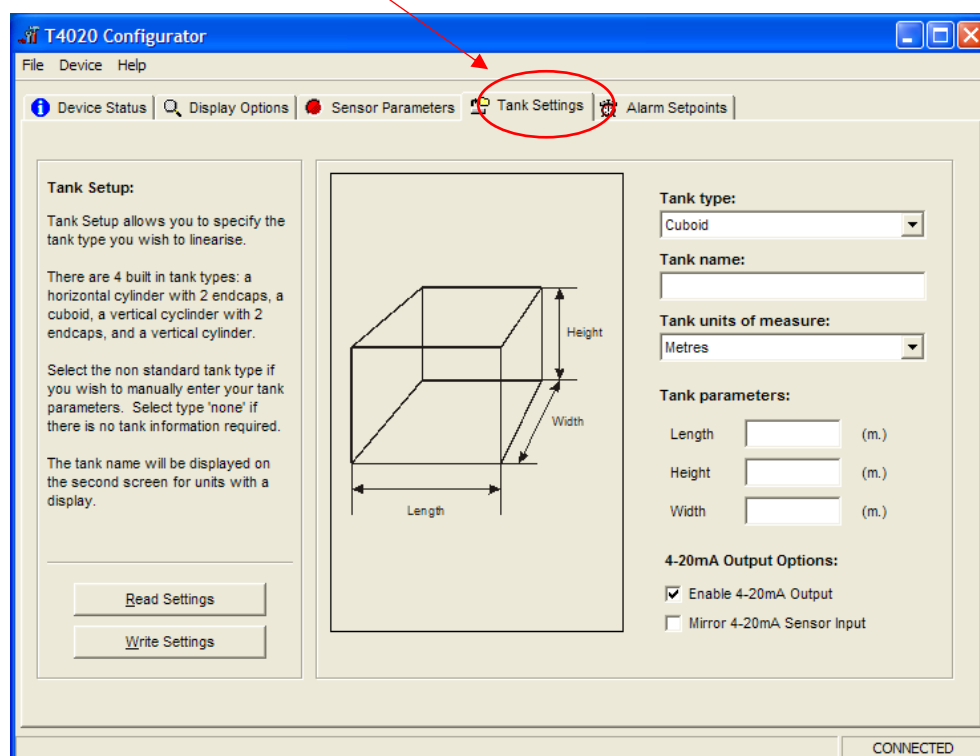 T4020 Configurator
File Device Help
Device Status Display Options Sensor Parameters Tank Settings Alarm Setpoints
Tank Setup:
Tank Setup allows you to specify the
tank type you wish to linearise.
There are 4 built in tank types: a
horizontal cylinder with 2 endcaps, a
cuboid, a vertical cyclinder with 2
endcaps, and a vertical cylinder.
Select the non standard tank type if
you wish to manually enter your tank
parameters. Select type 'none' if
there is no tank information required.
The tank name will be displayed on
the second screen for units with a
display.
Read Settings
Write Settings
Height
Width
Length
Tank type:
Cuboid
Tank name:
Tank units of measure:
Metres
Tank parameters:
Length (m.)
Height (m.)
Width (m.)
4-20mA Output Options:
Enable 4-20mA Output
Mirror 4-20mA Sensor Input
CONNECTED